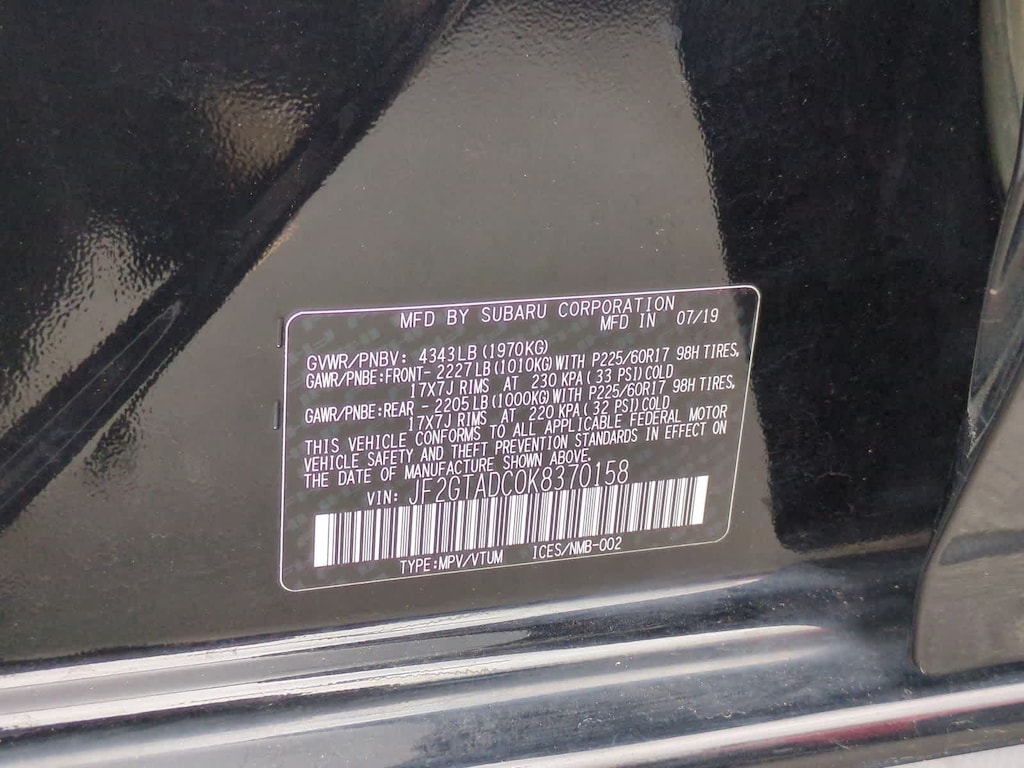 MFD BY SUBARU CORPORATION
MFD IN 07/19
GVWR/PNBV: 4343LB(1970KG)
GAWR/PNBE:FRONT- 2227LB(1010KG)WITH P225/60R17 98H TIRES,
17X7J RIMS AT 230 KPA(33 PSI)COLD
GAWR/PNBE:REAR - 2205LB(1000KG)WITH P225/60R17 98H TIRES,
17X7J RIMS AT 220 KPA(32 PSI)COLD
THIS VEHICLE CONFORMS TO ALL APPLICABLE FEDERAL MOTOR
VEHICLE SAFETY AND THEFT PREVENTION STANDARDS IN EFFECT ON
THE DATE OF MANUFACTURE SHOWN ABOVE.
VIN: JF2GTADC0K8370158
TYPE:MPV/VTUM ICES/NMB-002